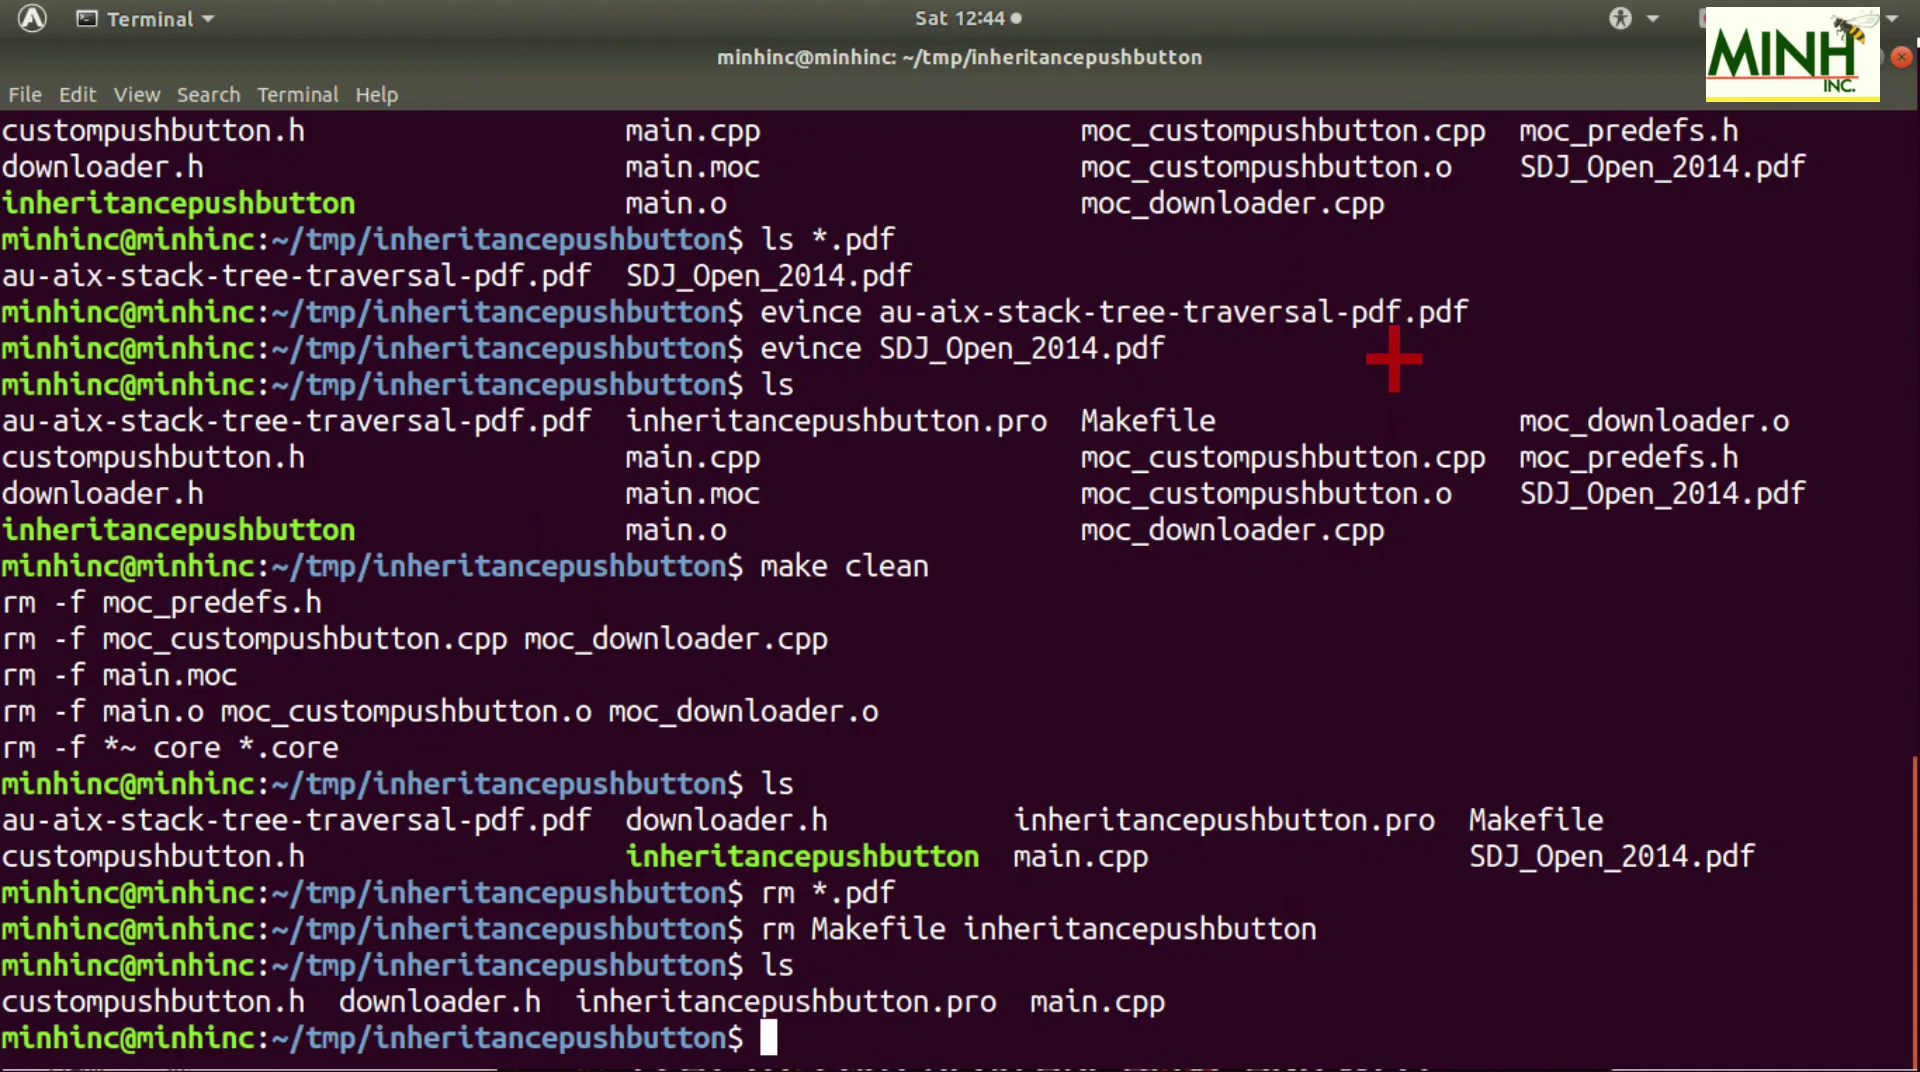 Terminal
Sat 12:44
MINH
INC.
minhinc@minhinc: ~/tmp/inheritancepushbutton
File Edit View Search Terminal Help
custompushbutton.h main.cpp moc_custompushbutton.cpp moc_predefs.h
downloader.h main.moc moc_custompushbutton.o SDJ_Open_2014.pdf
inheritancepushbutton main.o moc_downloader.cpp
minhinc@minhinc:~/tmp/inheritancepushbutton$ ls *.pdf
au-aix-stack-tree-traversal-pdf.pdf SDJ_Open_2014.pdf
minhinc@minhinc:~/tmp/inheritancepushbutton$ evince au-aix-stack-tree-traversal-pdf.pdf
minhinc@minhinc:~/tmp/inheritancepushbutton$ evince SDJ_Open_2014.pdf
minhinc@minhinc:~/tmp/inheritancepushbutton$ ls
au-aix-stack-tree-traversal-pdf.pdf inheritancepushbutton.pro Makefile moc_downloader.o
custompushbutton.h main.cpp moc_custompushbutton.cpp moc_predefs.h
downloader.h main.moc moc_custompushbutton.o SDJ_Open_2014.pdf
inheritancepushbutton main.o moc_downloader.cpp
minhinc@minhinc:~/tmp/inheritancepushbutton$ make clean
rm -f moc_predefs.h
rm -f moc_custompushbutton.cpp moc_downloader.cpp
rm -f main.moc
rm -f main.o moc_custompushbutton.o moc_downloader.o
rm -f *~ core *.core
minhinc@minhinc:~/tmp/inheritancepushbutton$ ls
au-aix-stack-tree-traversal-pdf.pdf downloader.h inheritancepushbutton.pro Makefile
custompushbutton.h inheritancepushbutton main.cpp SDJ_Open_2014.pdf
minhinc@minhinc:~/tmp/inheritancepushbutton$ rm *.pdf
minhinc@minhinc:~/tmp/inheritancepushbutton$ rm Makefile inheritancepushbutton
minhinc@minhinc:~/tmp/inheritancepushbutton$ ls
custompushbutton.h downloader.h inheritancepushbutton.pro main.cpp
minhinc@minhinc:~/tmp/inheritancepushbutton$